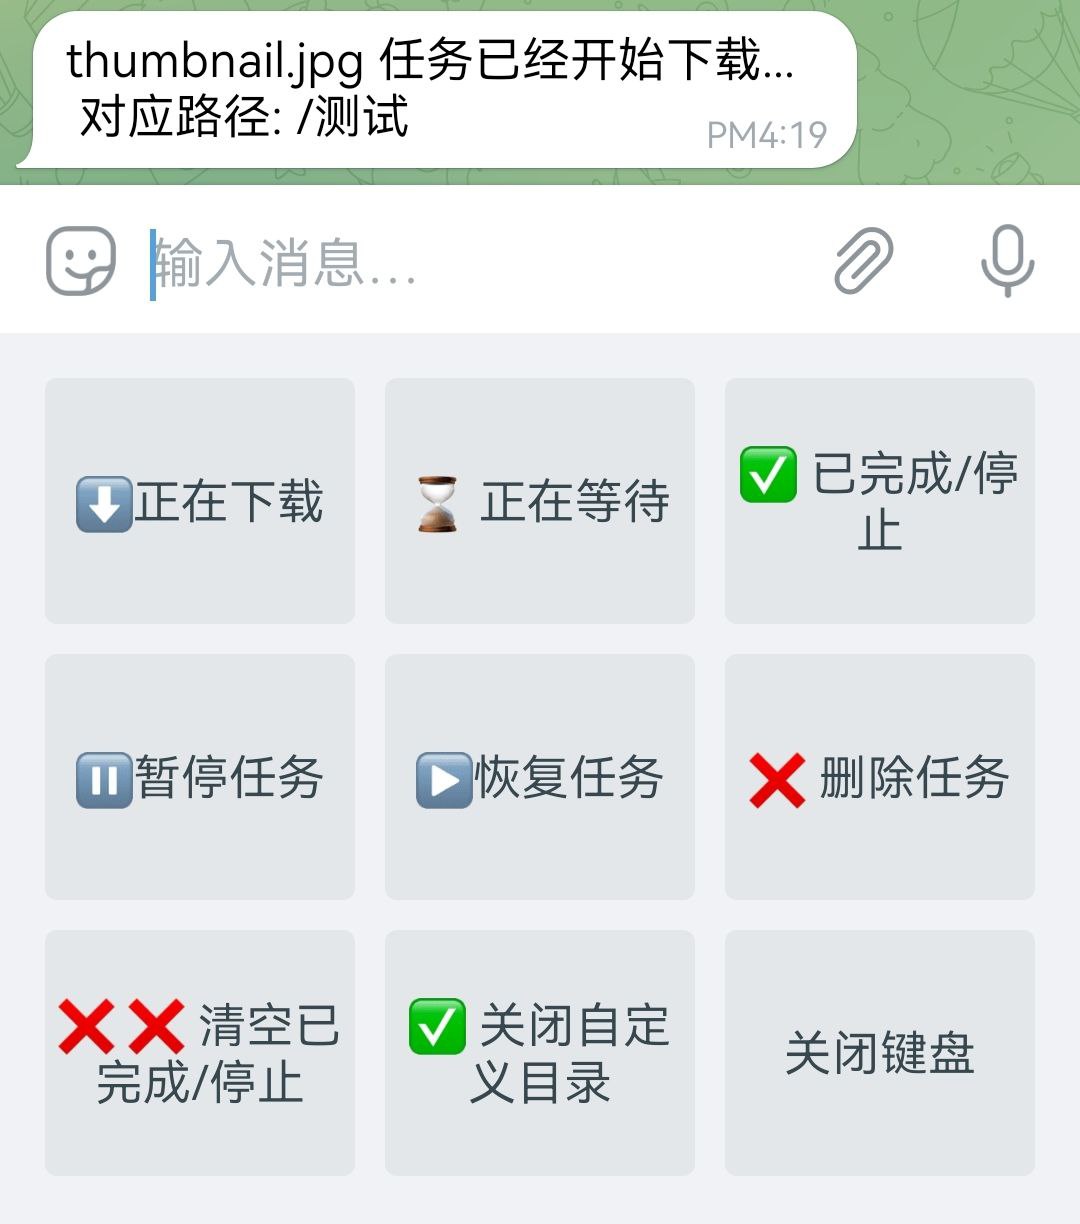 thumbnail.jpg 任务已经开始下载...
对应路径: /测试
PM4:19
输入消息...
⬇️正在下载
⏳ 正在等待
✅ 已完成/停
止
⏸️暂停任务
▶️恢复任务
❌ 删除任务
❌❌ 清空已
完成/停止
✅ 关闭自定
义目录
关闭键盘